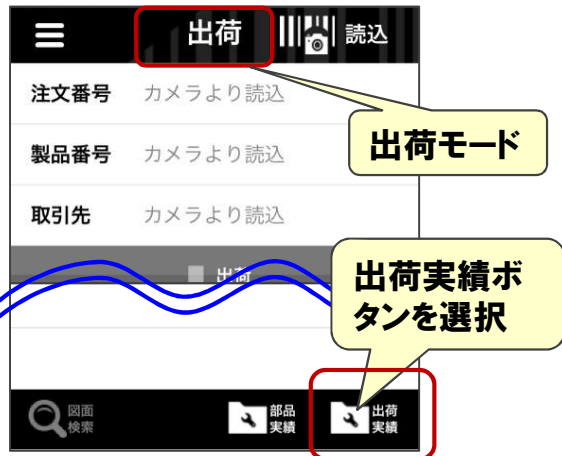 出荷
読込
注文番号 カメラより読込
出荷モード
製品番号 カメラより読込
取引先 カメラより読込
出荷
出荷実績ボ
タンを選択
図面
検索
部品
実績
出荷
実績